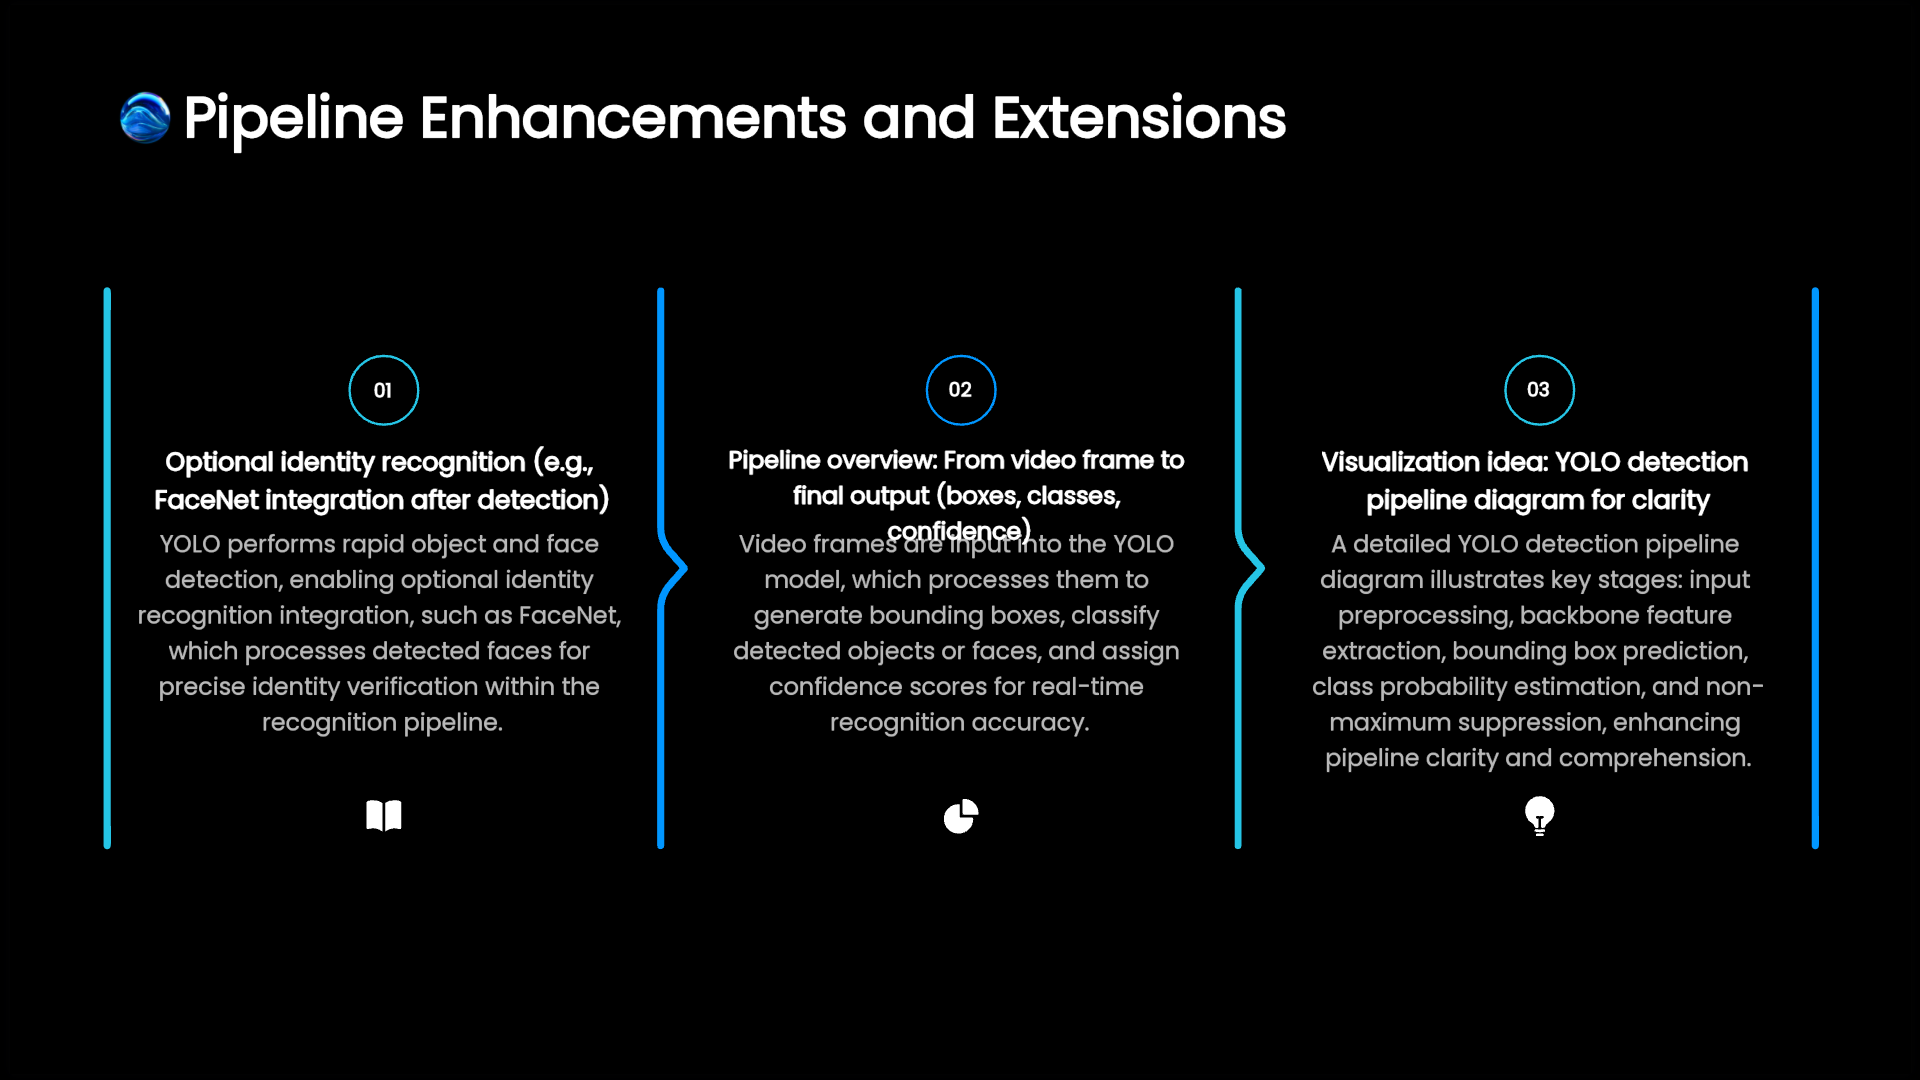 Pipeline Enhancements and Extensions
01
Optional identity recognition (e.g.,
FaceNet integration after detection)
YOLO performs rapid object and face
detection, enabling optional identity
recognition integration, such as FaceNet,
which processes detected faces for
precise identity verification within the
recognition pipeline.
02
Pipeline overview: From video frame to
final output (boxes, classes,
confidence)
Video frames are input into the YOLO
model, which processes them to
generate bounding boxes, classify
detected objects or faces, and assign
confidence scores for real-time
recognition accuracy.
03
Visualization idea: YOLO detection
pipeline diagram for clarity
A detailed YOLO detection pipeline
diagram illustrates key stages: input
preprocessing, backbone feature
extraction, bounding box prediction,
class probability estimation, and non-
maximum suppression, enhancing
pipeline clarity and comprehension.